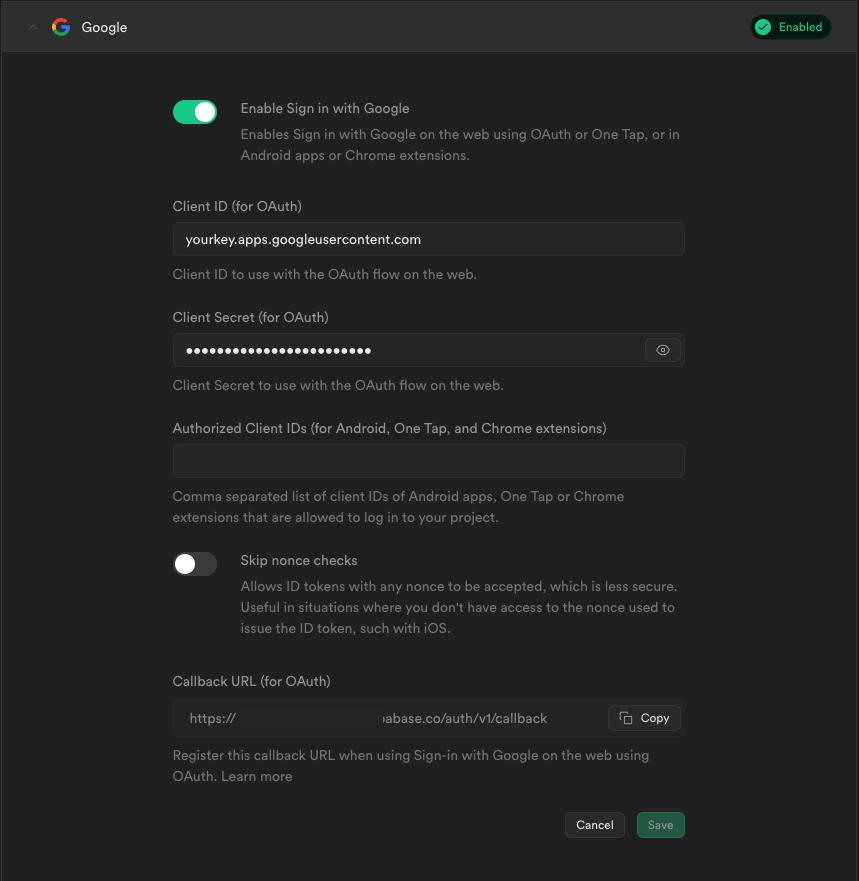 Google
Enabled
Enable Sign in with Google
Enables Sign in with Google on the web using OAuth or One Tap, or in
Android apps or Chrome extensions.
Client ID (for OAuth)
yourkey.apps.googleusercontent.com
Client ID to use with the OAuth flow on the web.
Client Secret (for OAuth)
••••••••••••••••••••••••
Client Secret to use with the OAuth flow on the web.
Authorized Client IDs (for Android, One Tap, and Chrome extensions)
Comma separated list of client IDs of Android apps, One Tap or Chrome
extensions that are allowed to log in to your project.
Skip nonce checks
Allows ID tokens with any nonce to be accepted, which is less secure.
Useful in situations where you don't have access to the nonce used to
issue the ID token, such with iOS.
Callback URL (for OAuth)
https:// abase.co/auth/v1/callback Copy
Register this callback URL when using Sign-in with Google on the web using
OAuth. Learn more
Cancel Save